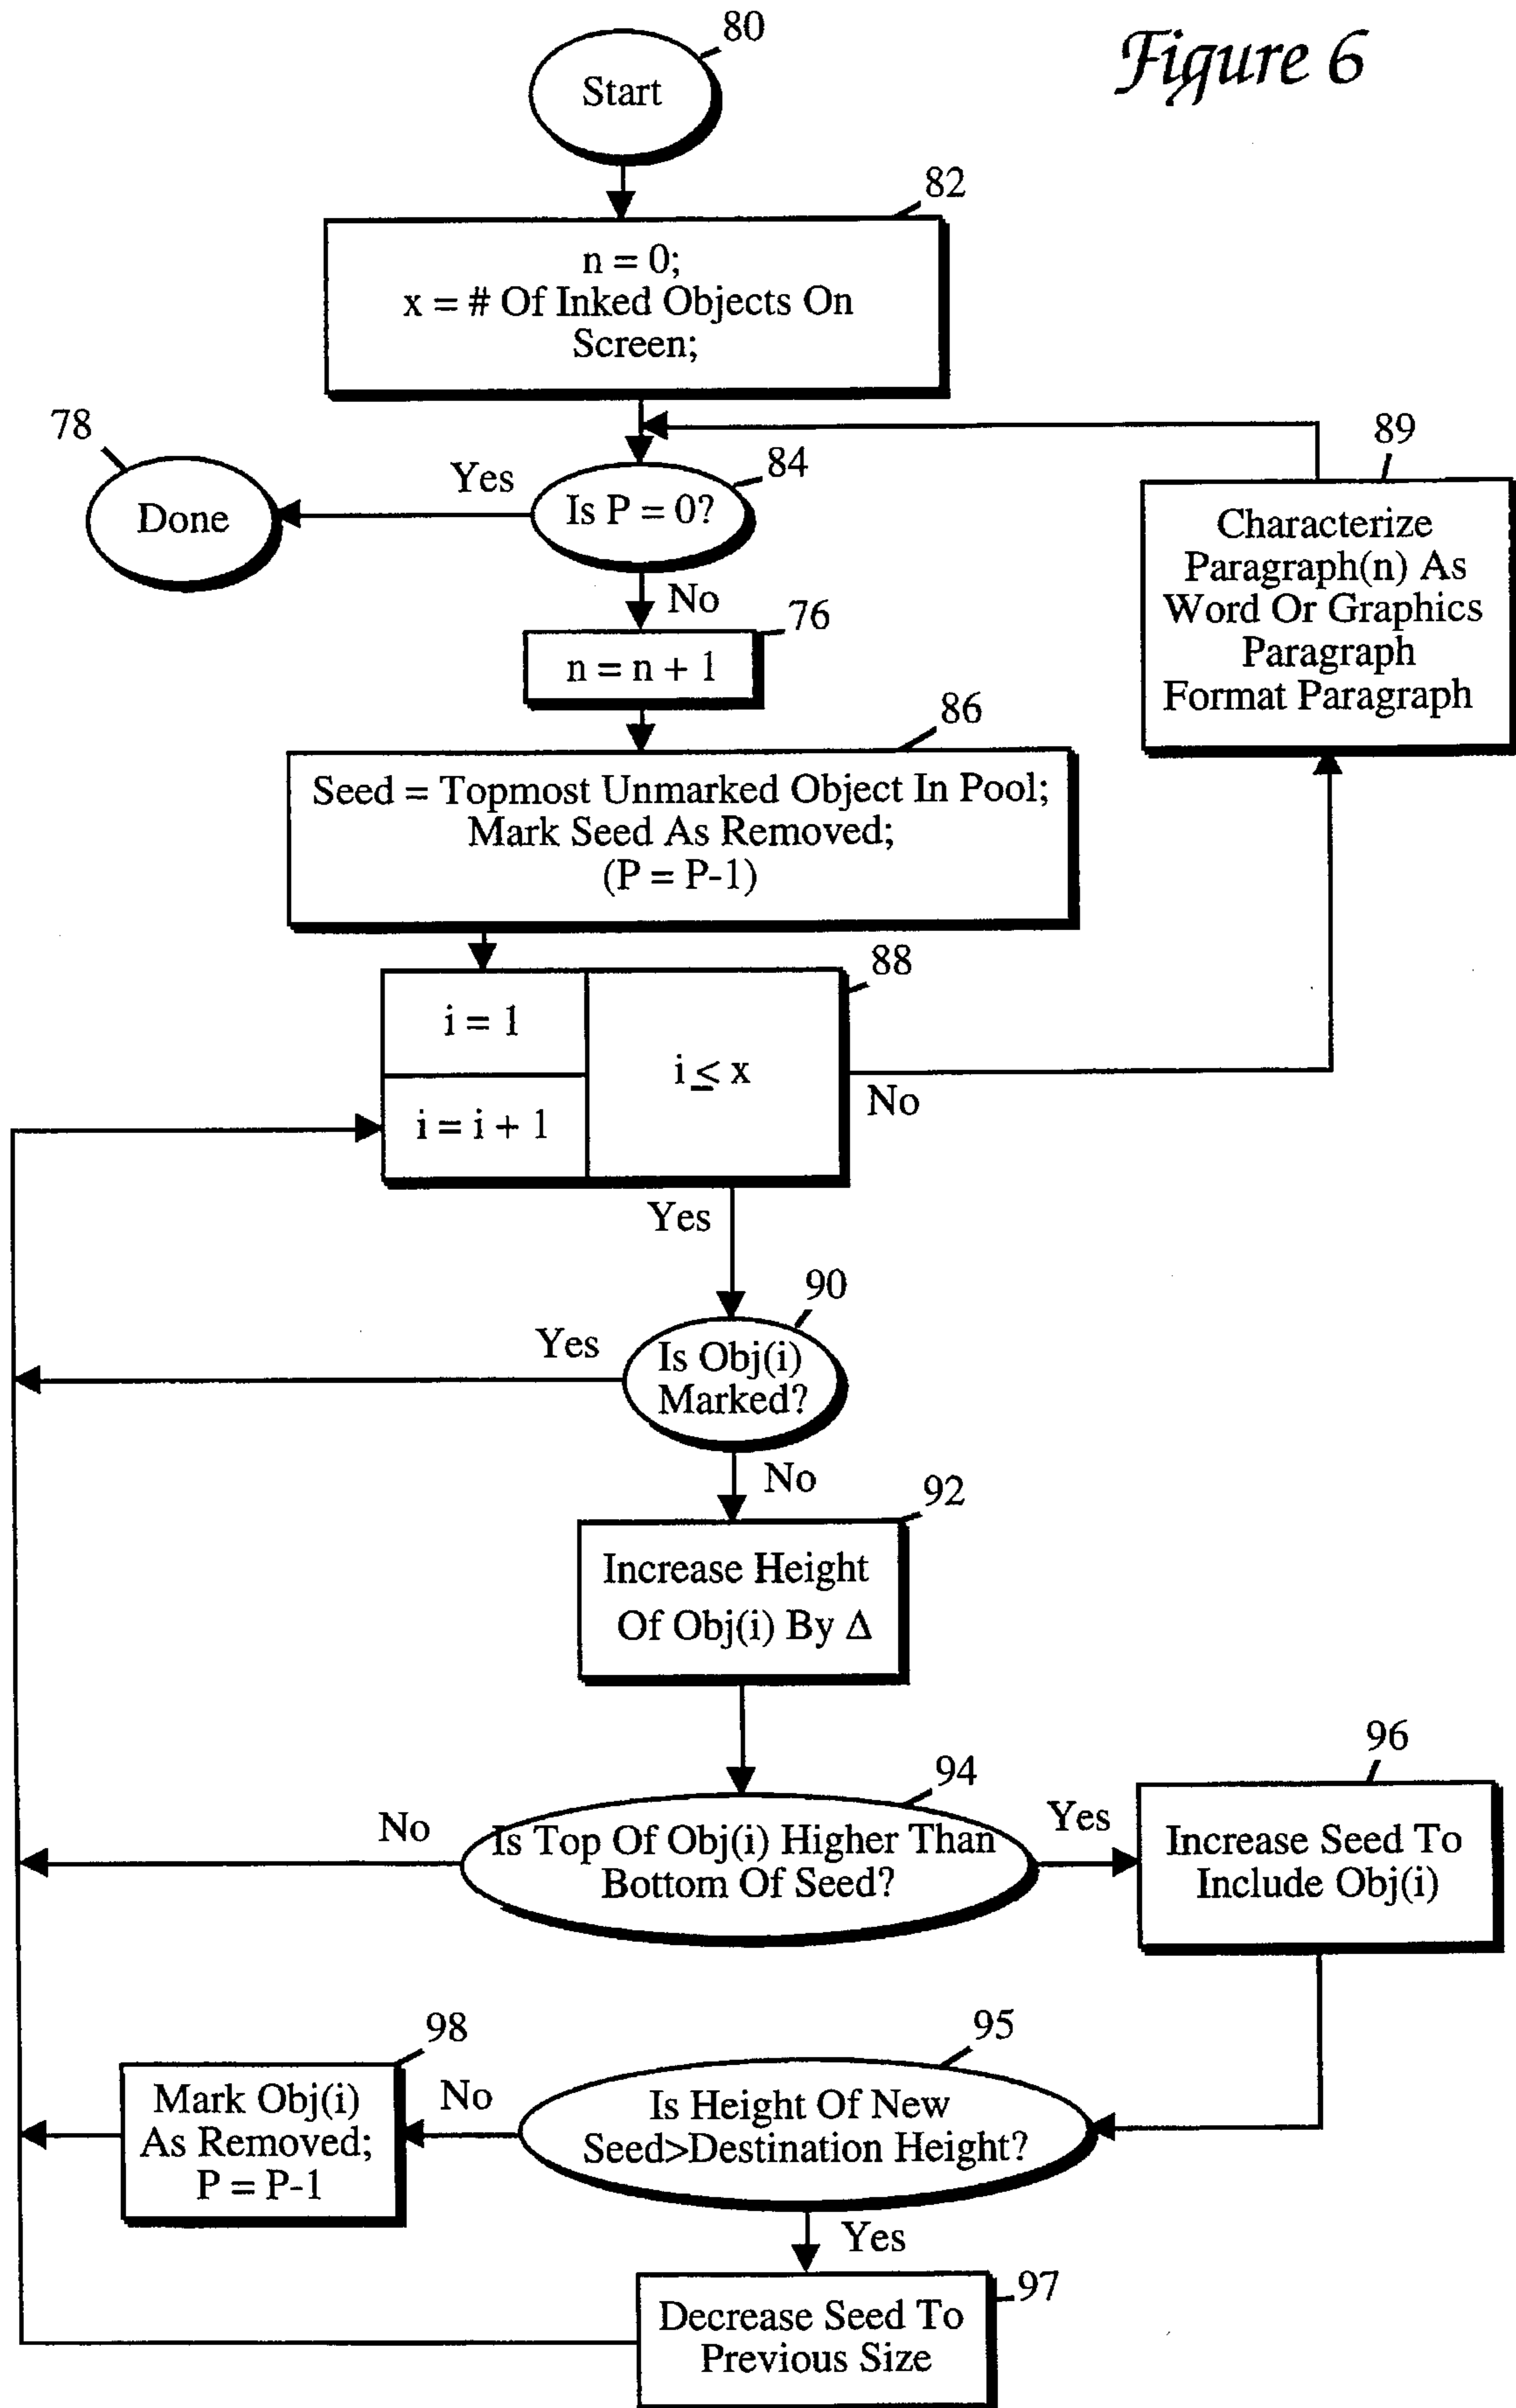 Figure 6
80
Start
82
n = 0;
x = # Of Inked Objects On
Screen;
78
Done
Yes
84
Is P = 0?
89
Characterize
Paragraph(n) As
Word Or Graphics
Paragraph
Format Paragraph
No
76
n = n + 1
86
Seed = Topmost Unmarked Object In Pool;
Mark Seed As Removed;
(P = P-1)
88
i = 1
i ≤ x
i = i + 1
No
Yes
90
Yes
Is Obj(i)
Marked?
No
92
Increase Height
Of Obj(i) By Δ
94
No
Is Top Of Obj(i) Higher Than
Bottom Of Seed?
Yes
96
Increase Seed To
Include Obj(i)
98
Mark Obj(i)
As Removed;
P = P-1
No
95
Is Height Of New
Seed>Destination Height?
Yes
97
Decrease Seed To
Previous Size